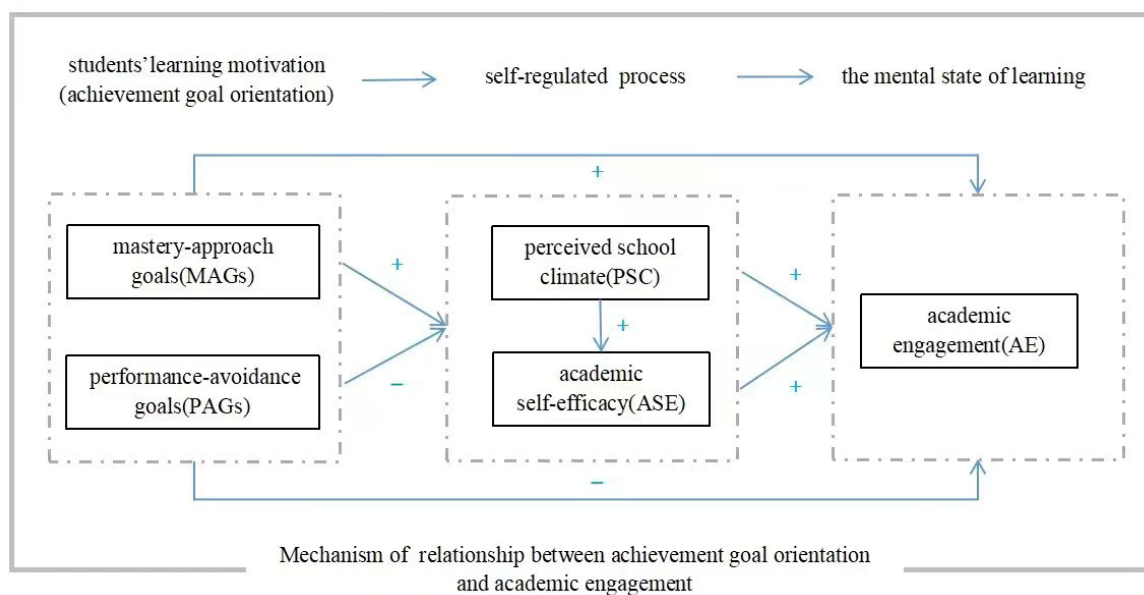 students’learning motivation
(achievement goal orientation)
self-regulated process
the mental state of learning
+
mastery-approach
goals(MAGs)
+
performance-avoidance
goals(PAGs)
−
perceived school
climate(PSC)
+
academic
self-efficacy(ASE)
+
+
academic
engagement(AE)
−
Mechanism of relationship between achievement goal orientation
and academic engagement